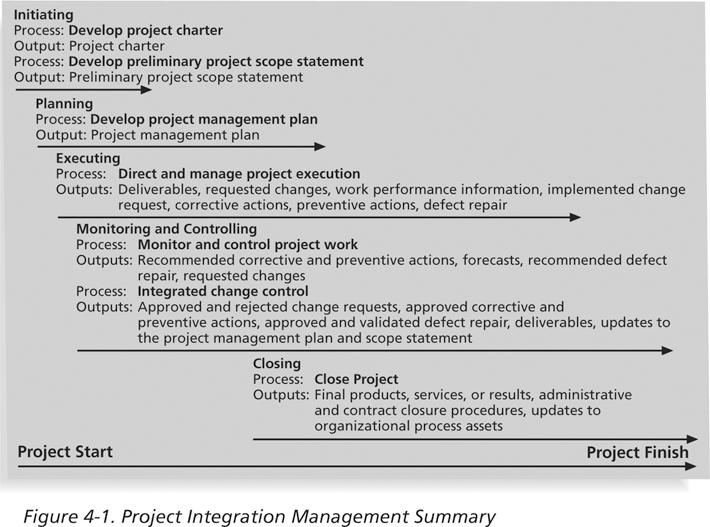 Initiating
Process: Develop project charter
Output: Project charter
Process: Develop preliminary project scope statement
Output: Preliminary project scope statement
Planning
Process: Develop project management plan
Output: Project management plan
Executing
Process: Direct and manage project execution
Outputs: Deliverables, requested changes, work performance information, implemented change
request, corrective actions, preventive actions, defect repair
Monitoring and Controlling
Process: Monitor and control project work
Outputs: Recommended corrective and preventive actions, forecasts, recommended defect
repair, requested changes
Process: Integrated change control
Outputs: Approved and rejected change requests, approved corrective and
preventive actions, approved and validated defect repair, deliverables, updates to
the project management plan and scope statement
Closing
Process: Close Project
Outputs: Final products, services, or results, administrative
and contract closure procedures, updates to
organizational process assets
Project Start
Project Finish
Figure 4-1. Project Integration Management Summary